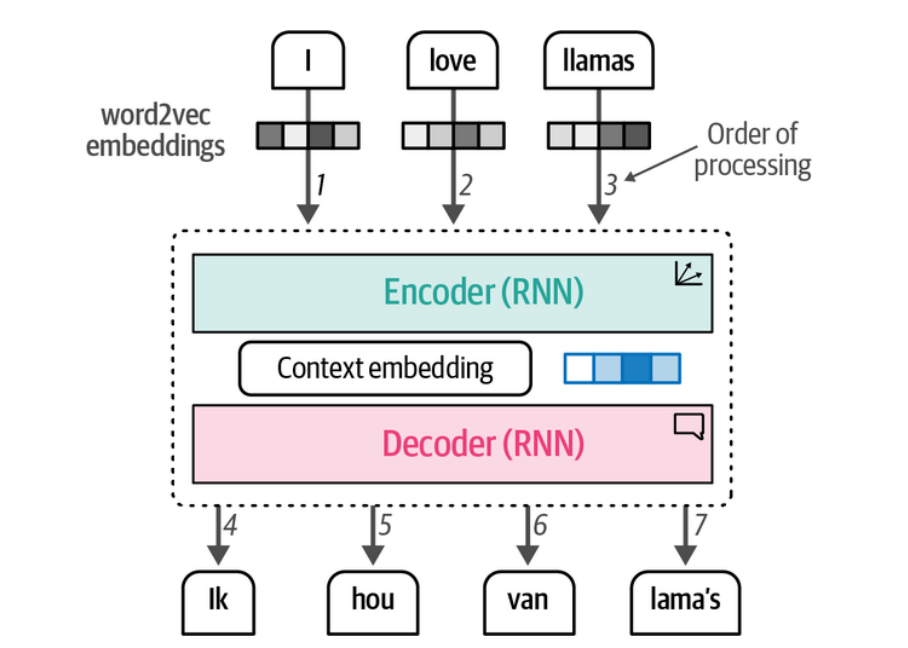 I
love
llamas
word2vec
embeddings
Order of
processing
1
2
3
Encoder (RNN)
Context embedding
Decoder (RNN)
4
5
6
7
Ik
hou
van
lama's